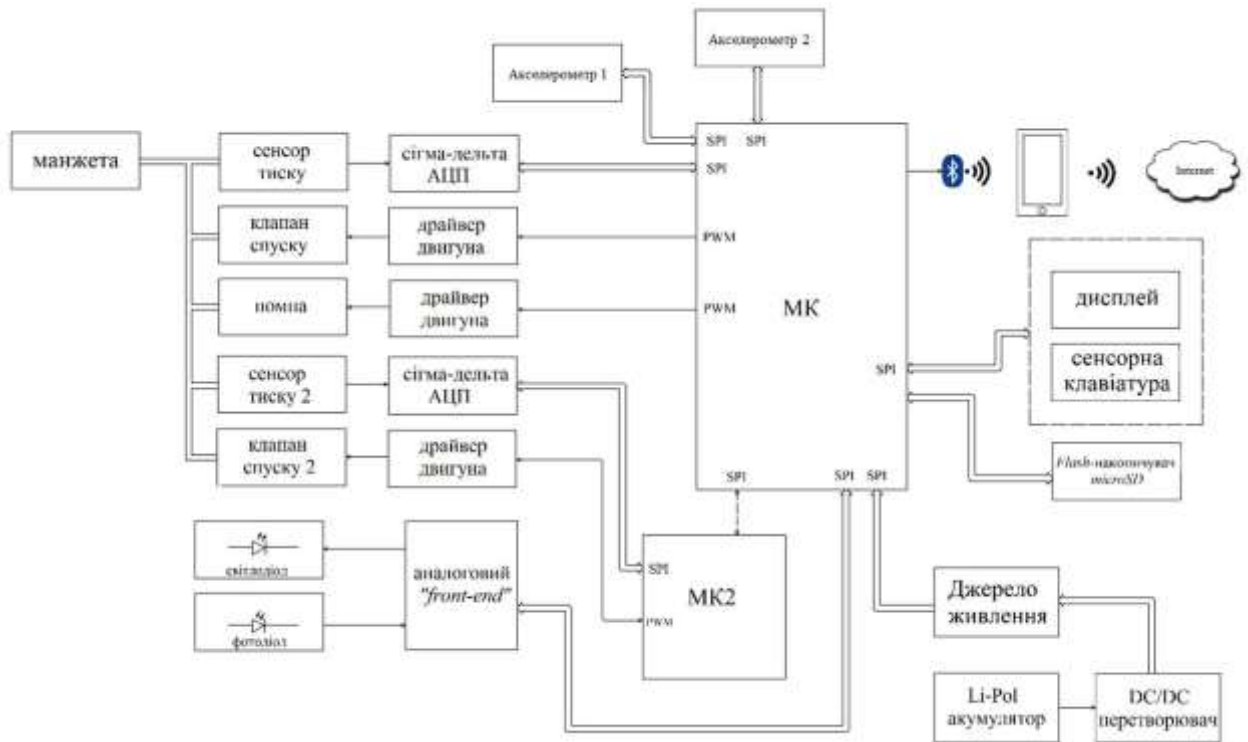 Акселерометр 2
Акселерометр 1
SPI
SPI
манжета
сенсор
тиску
сігма-дельта
АЦП
SPI
Internet
клапан
спуску
драйвер
двигуна
PWM
помпа
драйвер
двигуна
PWM
МК
дисплей
сенсорна
клавіатура
SPI
сенсор
тиску 2
сігма-дельта
АЦП
клапан
спуску 2
драйвер
двигуна
Flash-накопичувач
microSD
SPI
SPI
SPI
світлодіод
аналоговий
"front-end"
SPI
МК2
PWM
фотодіод
Джерело
живлення
Li-Pol
акумулятор
DC/DC
перетворювач